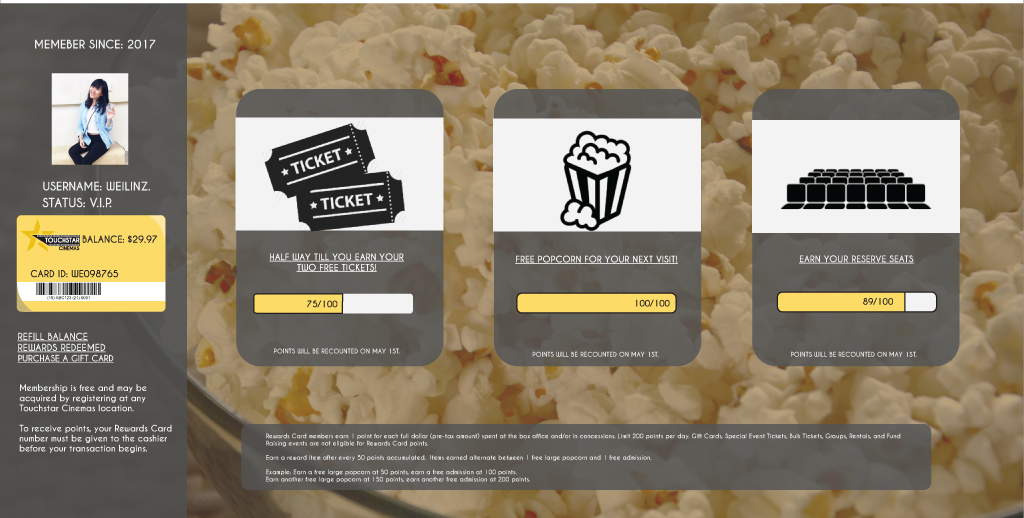 MEMEBER SINCE: 2017
USERNAME: WEILINZ.
STATUS: V.I.P.
TOUCHSTAR
CINEMAS
BALANCE: $29.97
CARD ID: WE098765
REFILL BALANCE
REWARDS REDEEMED
PURCHASE A GIFT CARD
Membership is free and may be
acquired by registering at any
Touchstar Cinemas location.
To receive points, your Rewards Card
number must be given to the cashier
before your transaction begins.
TICKET
TICKET
HALF WAY TILL YOU EARN YOUR
TWO FREE TICKETS!
75/100
POINTS WILL BE RECOUNTED ON MAY 1ST.
FREE POPCORN FOR YOUR NEXT VISIT!
100/100
POINTS WILL BE RECOUNTED ON MAY 1ST.
EARN YOUR RESERVE SEATS
89/100
POINTS WILL BE RECOUNTED ON MAY 1ST.
Rewards Card members earn 1 point for each full dollar (pre-tax amount) spent at the box office and/or in concessions. Limit 200 points per day. Gift Cards, Special Event Tickets, Bulk Tickets, Groups, Rentals, and Fund
Raising events are not eligible for Rewards Card points.
Earn a reward item after every 50 points accumulated. Items earned alternate between 1 free large popcorn and 1 free admission.
Example: Earn a free large popcorn at 50 points, earn a free admission at 100 points.
Earn another free large popcorn at 150 points, earn another free admission at 200 points.